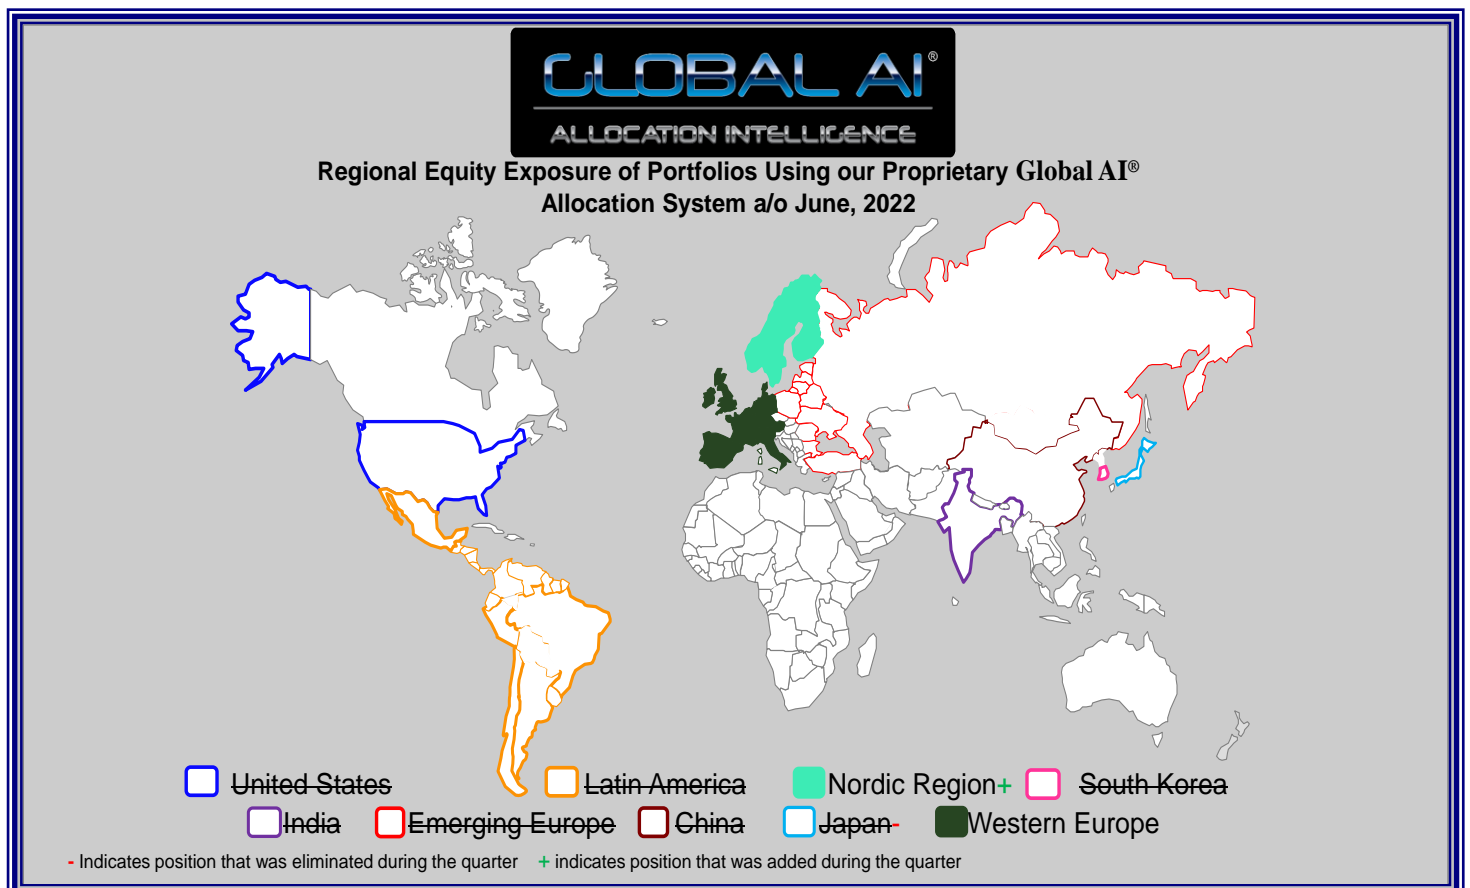 GLOBAL AI®
ALLOCATION INTELLIGENCE
Regional Equity Exposure of Portfolios Using our Proprietary Global AI®
Allocation System a/o June, 2022
United States Latin America Nordic Region+ South Korea
India Emerging Europe China Japan- Western Europe
- Indicates position that was eliminated during the quarter + indicates position that was added during the quarter